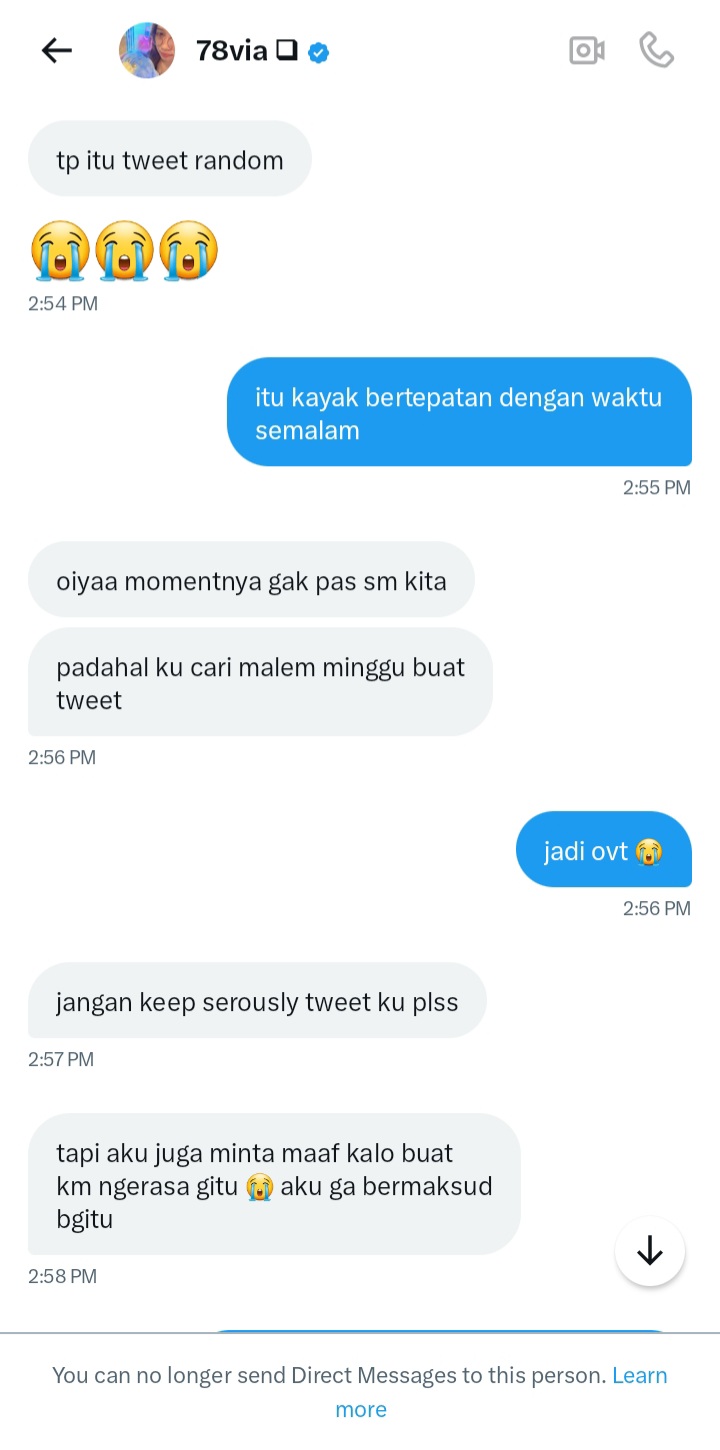 78via
tp itu tweet random
😭😭😭
2:54 PM
itu kayak bertepatan dengan waktu
semalam
2:55 PM
oiyaa momentnya gak pas sm kita
padahal ku cari malem minggu buat
tweet
2:56 PM
jadi ovt 😭
2:56 PM
jangan keep serously tweet ku plss
2:57 PM
tapi aku juga minta maaf kalo buat
km ngerasa gitu 😭 aku ga bermaksud
bgitu
2:58 PM
You can no longer send Direct Messages to this person. Learn
more